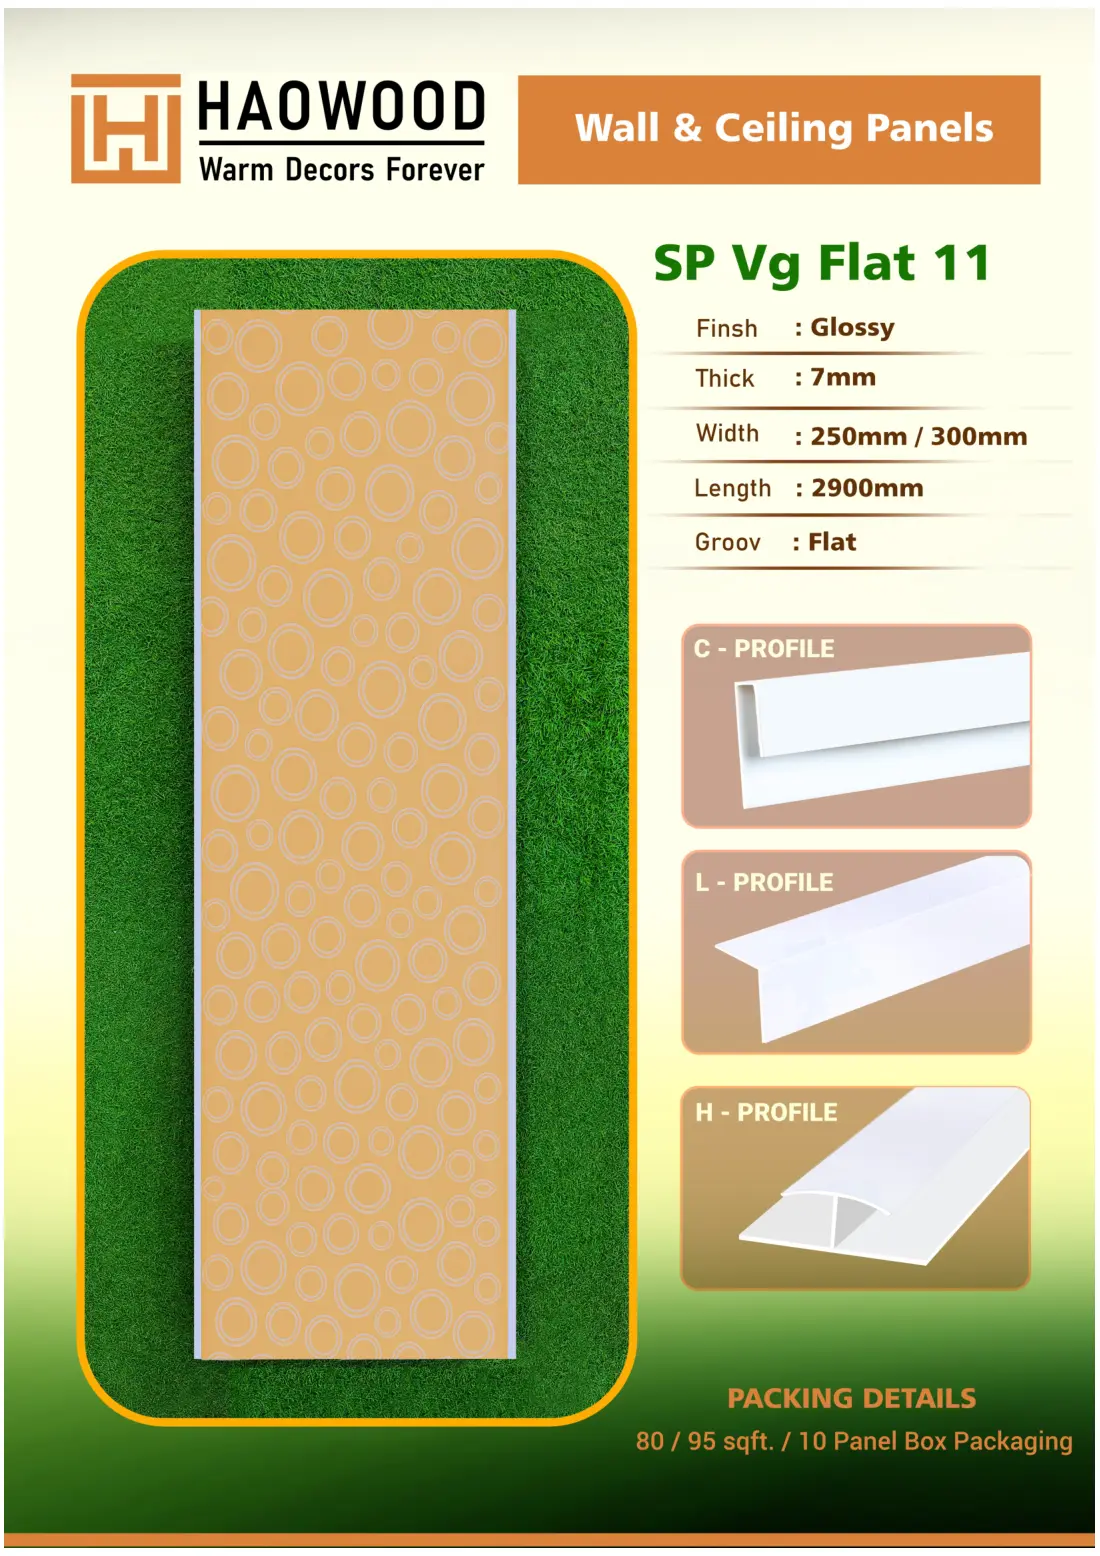 HAOWOOD
Warm Decors Forever
Wall & Ceiling Panels
SP Vg Flat 11
Finsh : Glossy
Thick : 7mm
Width : 250mm / 300mm
Length : 2900mm
Groov : Flat
C - PROFILE
L - PROFILE
H - PROFILE
PACKING DETAILS
80 / 95 sqft. / 10 Panel Box Packaging